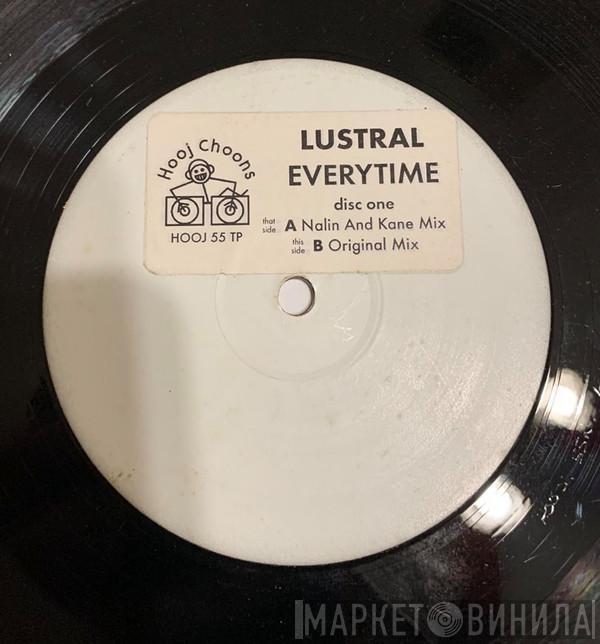 Hooj Choons
HOOJ 55 TP
LUSTRAL
EVERYTIME
disc one
that side A Nalin And Kane Mix
this side B Original Mix
МАРКЕТ ВИНИЛА